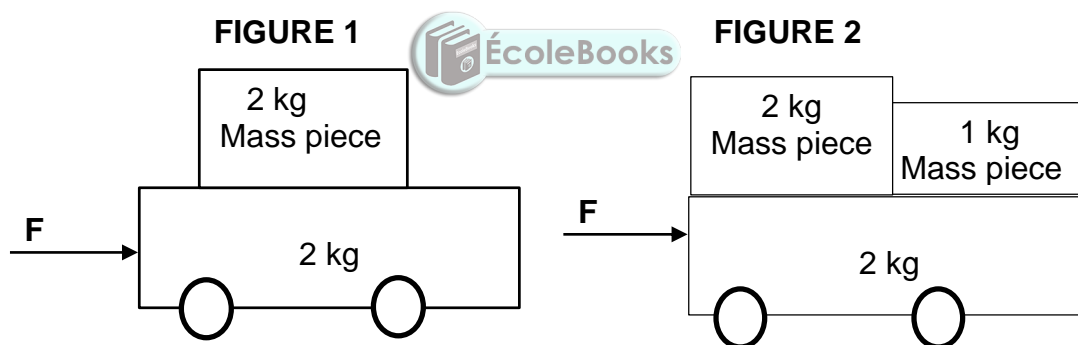 FIGURE 1
ÉcoleBooks
FIGURE 2
2 kg
Mass piece
2 kg
Mass piece
1 kg
Mass piece
F
2 kg
F
2 kg